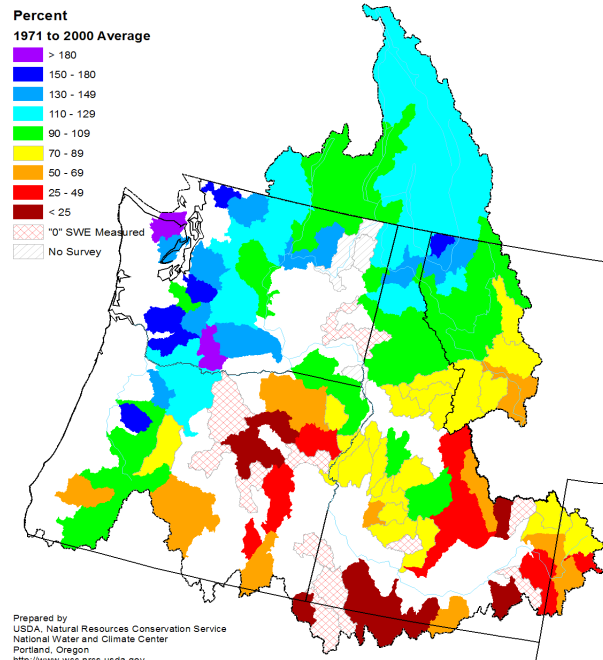 Percent
1971 to 2000 Average
> 180
150 - 180
130 - 149
110 - 129
90 - 109
70 - 89
50 - 69
25 - 49
< 25
"0" SWE Measured
No Survey
Prepared by
USDA, Natural Resources Conservation Service
National Water and Climate Center
Portland, Oregon